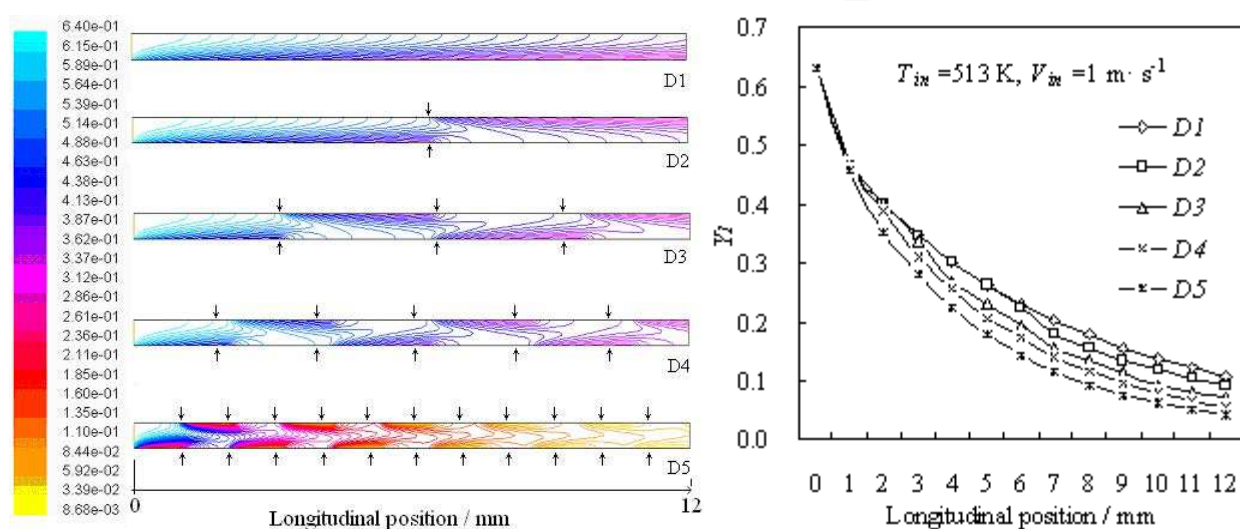 6.40e-01
6.15e-01
5.89e-01
5.64e-01
5.39e-01
5.14e-01
4.88e-01
4.63e-01
4.38e-01
4.13e-01
3.87e-01
3.62e-01
3.37e-01
3.12e-01
2.86e-01
2.61e-01
2.36e-01
2.11e-01
1.85e-01
1.60e-01
1.35e-01
1.10e-01
8.44e-02
5.92e-02
3.39e-02
8.68e-03
D1
D2
D3
D4
D5
0 12
Longitudinal position / mm
0.7
0.6
0.5
0.4
0.3
0.2
0.1
0.0
T in =513 K, V in =1 m· s-1
D1
D2
D3
D4
D5
0 1 2 3 4 5 6 7 8 9 10 11 12
Longitudinal position / mm